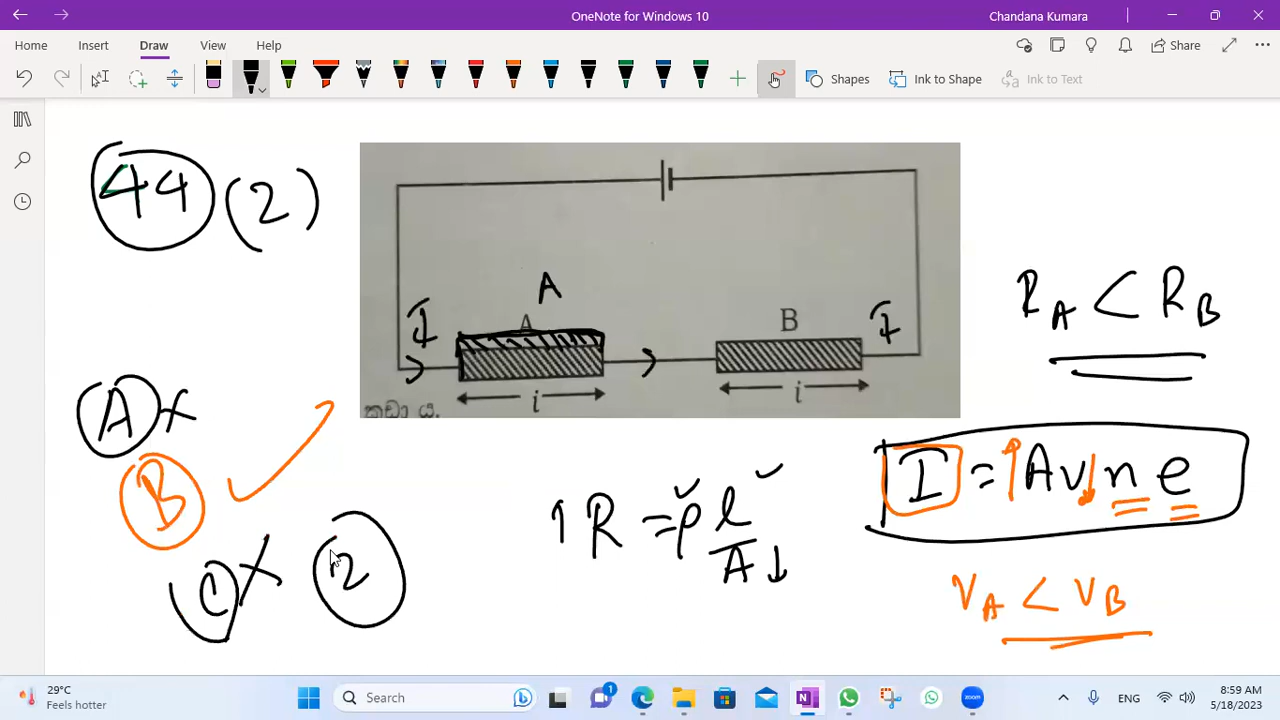 OneNote for Windows 10
Chandana Kumara
Home Insert Draw View Help
Share
Shapes
Ink to Shape
Ink to Text
44 (2)
A
A
B
I
I
i
i
කඩා ය.
R_A < R_B
A ×
B ✓
C ×
2
↑ R = ρ l / A ↓
I = ↑ A v ↓ n e
V_A < V_B
29°C
Feels hotter
Search
1
ENG
8:59 AM
5/18/2023